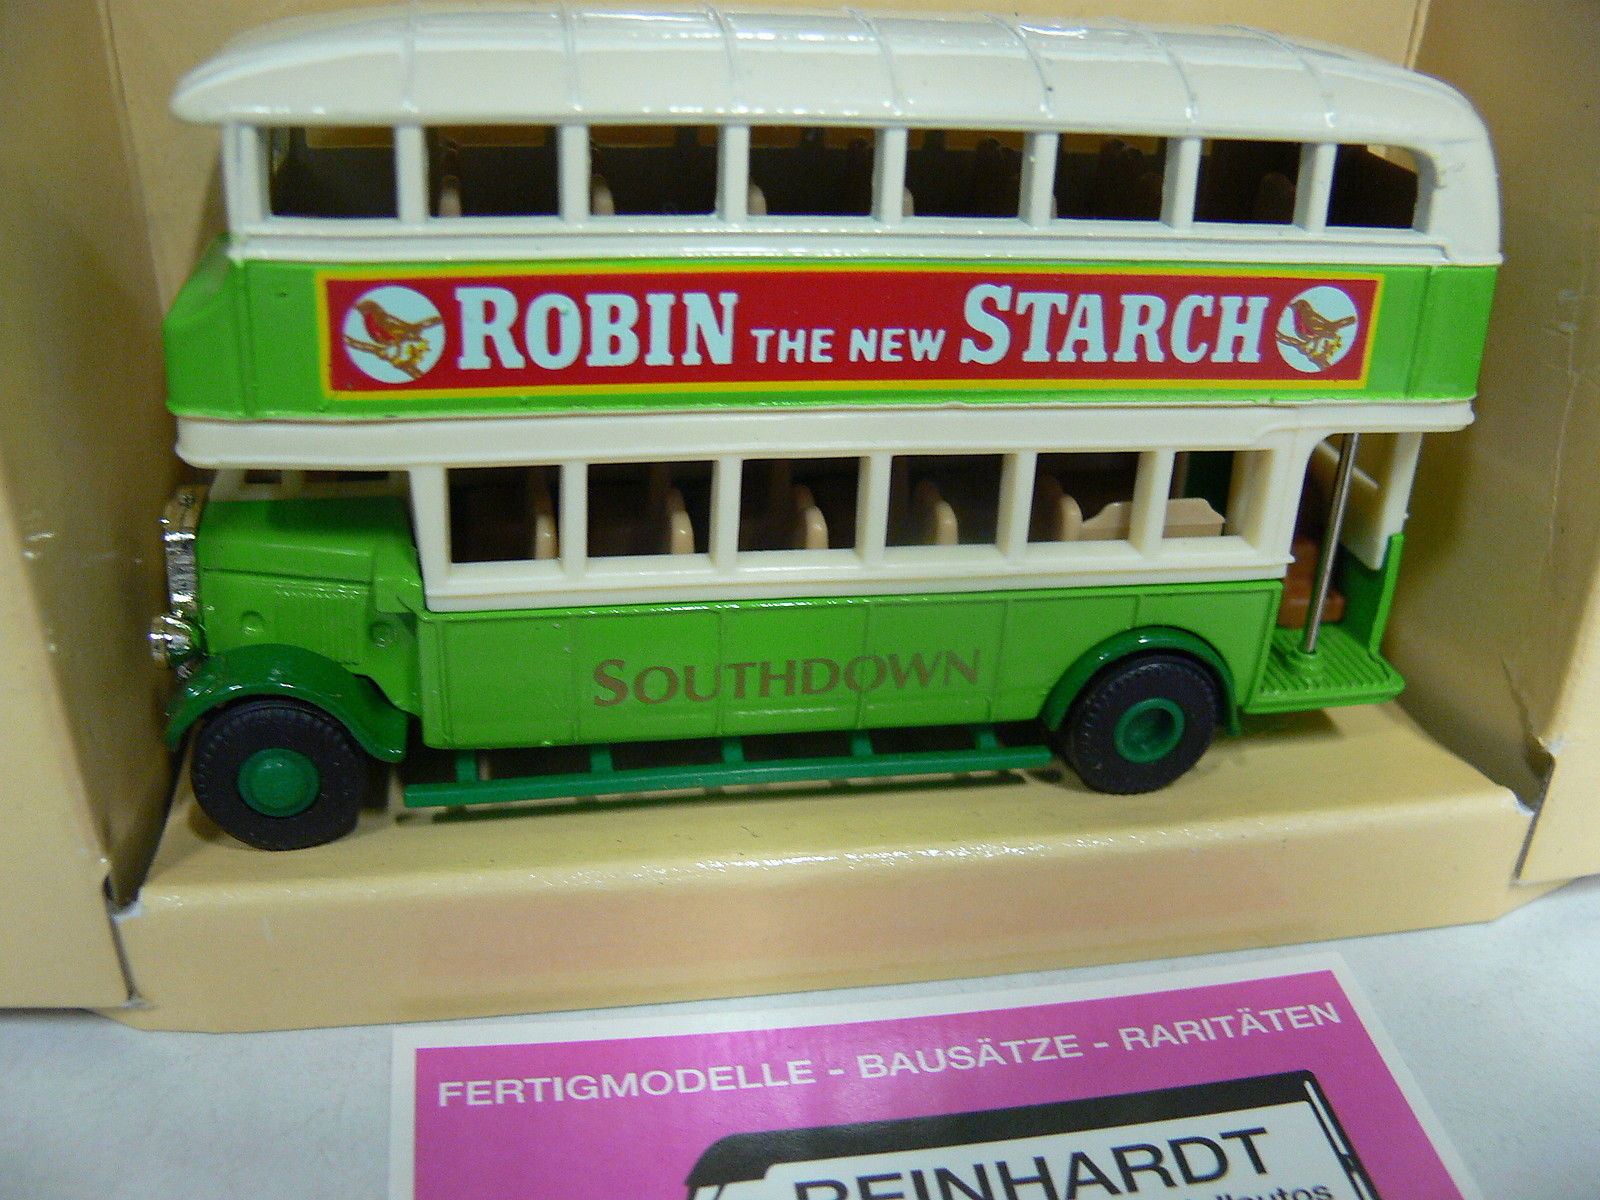 ROBIN THE NEW STARCH
SOUTHDOWN
FERTIGMODELLE - BAUSÄTZE - RARITÄTEN
REINHARDT